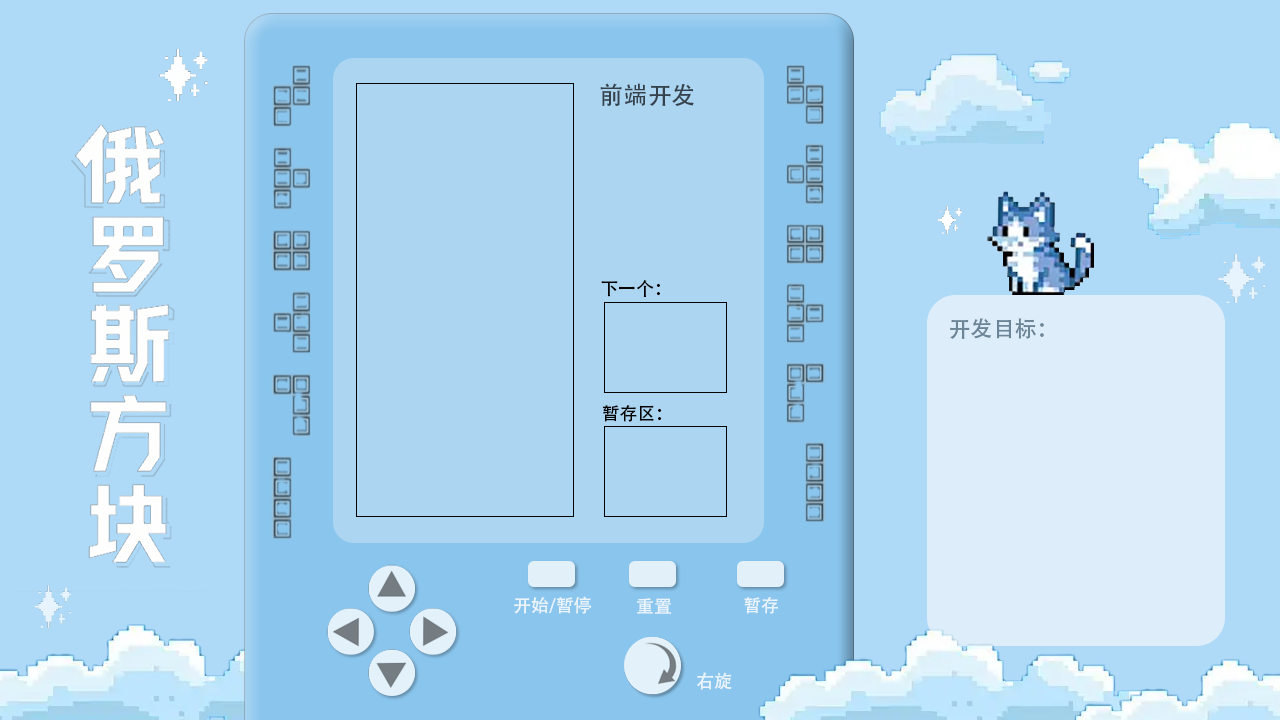 俄罗斯方块
前端开发
下一个：
暂存区：
开始/暂停
重置
暂存
右旋
开发目标：